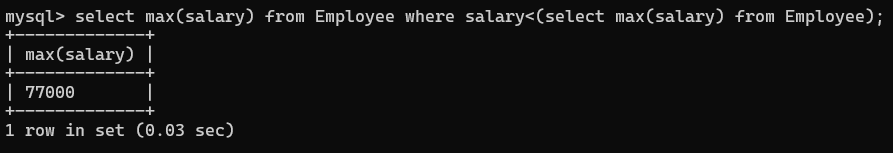 mysql> select max(salary) from Employee where salary<(select max(salary) from Employee);
+-------------+
| max(salary) |
+-------------+
| 77000       |
+-------------+
1 row in set (0.03 sec)